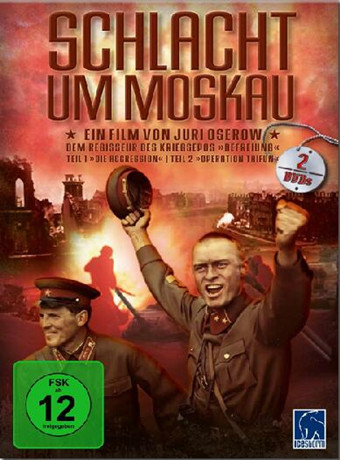 SCHLACHT
UM MOSKAU
★ EIN FILM VON JURI OSEROW ★
DEM REGISSEUR DES KRIEGSEPOS »BEFREIUNG«
TEIL 1 »DIE AGGRESSION« | TEIL 2 »OPERATION TAIFUN«
2
DVDs
FSK
ab
12
freigegeben
icestorm